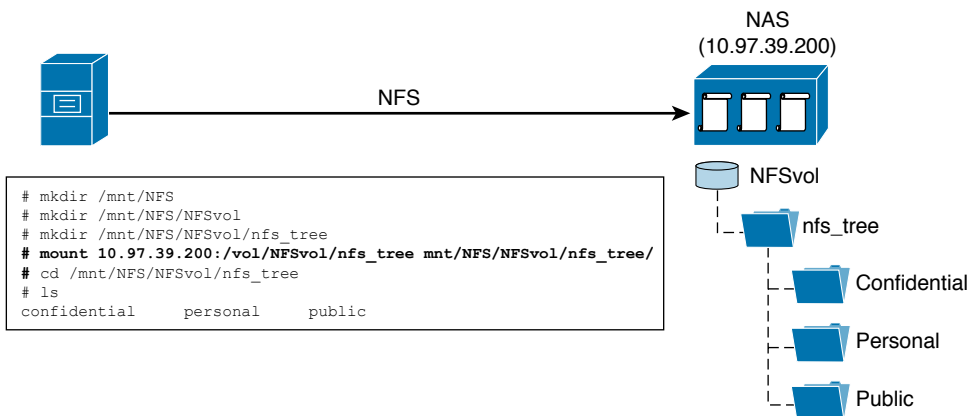 NAS
(10.97.39.200)
NFS
NFSvol
nfs_tree
Confidential
Personal
Public
# mkdir /mnt/NFS
# mkdir /mnt/NFS/NFSvol
# mkdir /mnt/NFS/NFSvol/nfs_tree
# mount 10.97.39.200:/vol/NFSvol/nfs_tree mnt/NFS/NFSvol/nfs_tree/
# cd /mnt/NFS/NFSvol/nfs_tree
# ls
confidential personal public